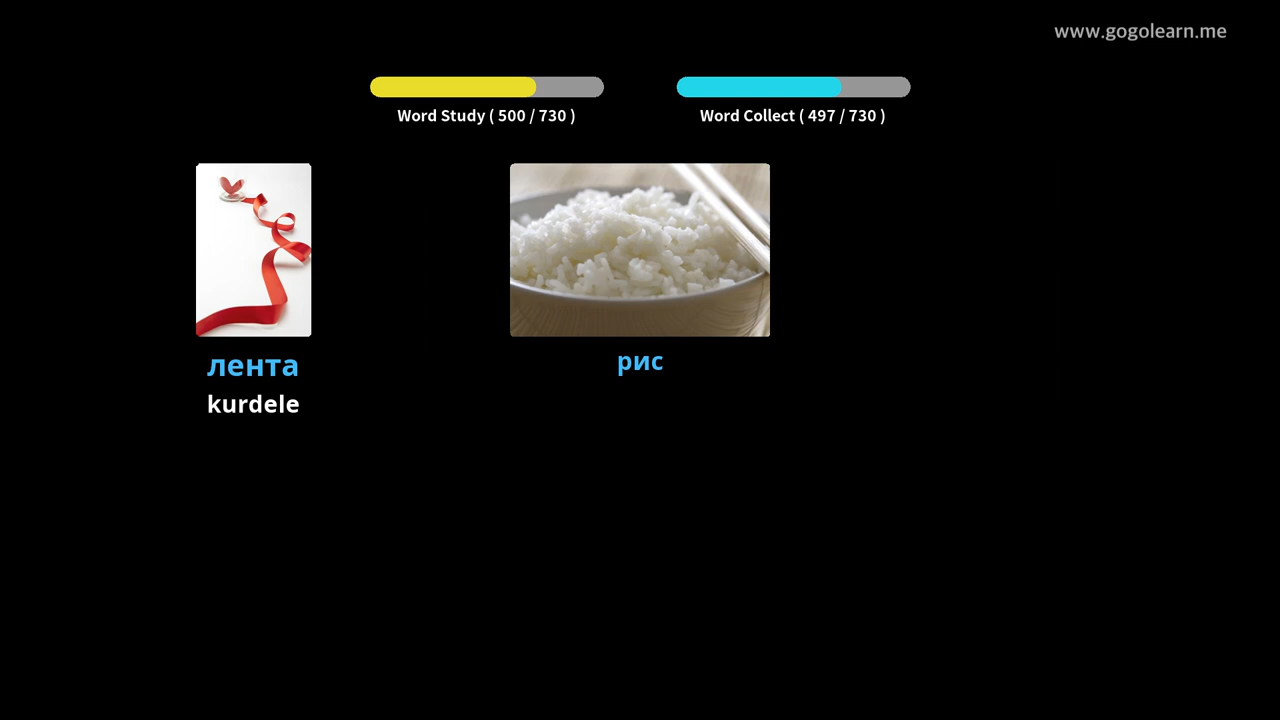 www.gogolearn.me
Word Study ( 500 / 730 )
Word Collect ( 497 / 730 )
лента
kurdele
рис